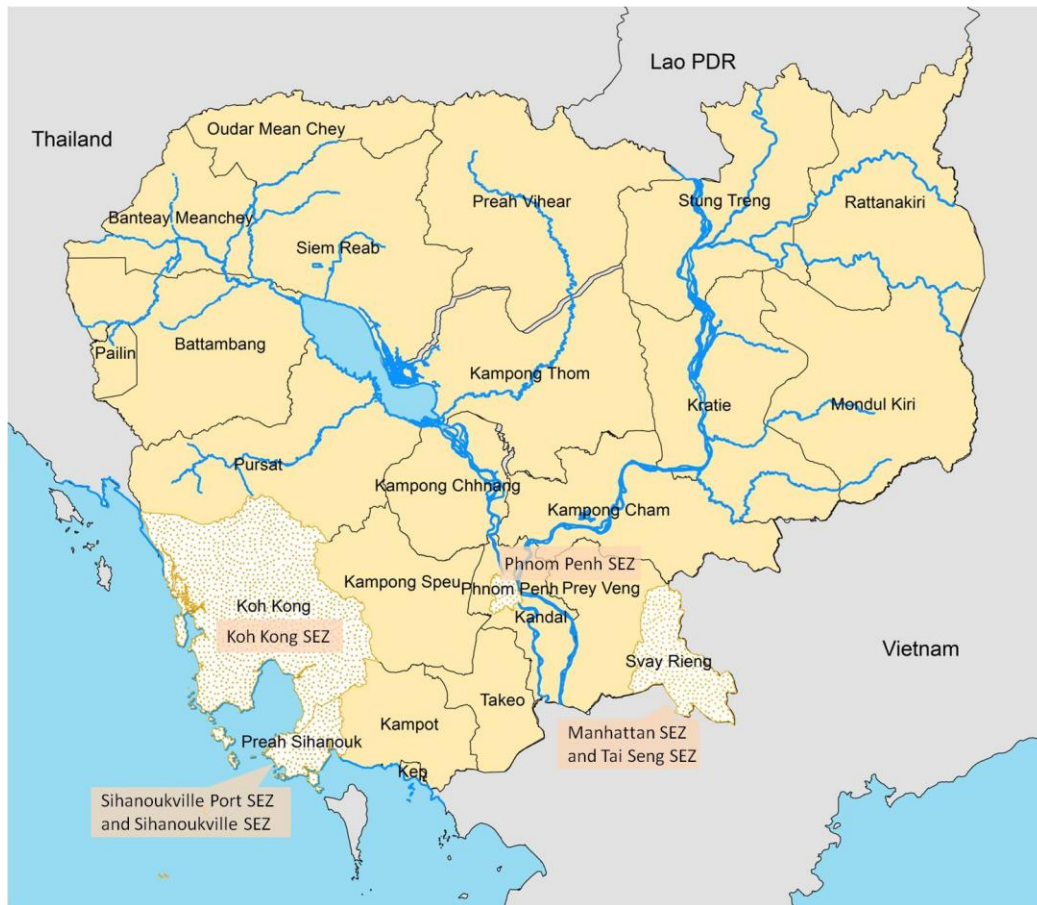 Lao PDR
Thailand
Oudar Mean Chey
Banteay Meanchey
Preah Vihear
Stung Treng
Rattanakiri
Siem Reab
Pailin
Battambang
Kampong Thom
Kratie
Mondul Kiri
Pursat
Kampong Chhnang
Kampong Cham
Phnom Penh SEZ
Kampong Speu
Phnom Penh
Prey Veng
Koh Kong
Kandal
Koh Kong SEZ
Svay Rieng
Vietnam
Takeo
Kampot
Preah Sihanouk
Manhattan SEZ
and Tai Seng SEZ
Kep
Sihanoukville Port SEZ
and Sihanoukville SEZ